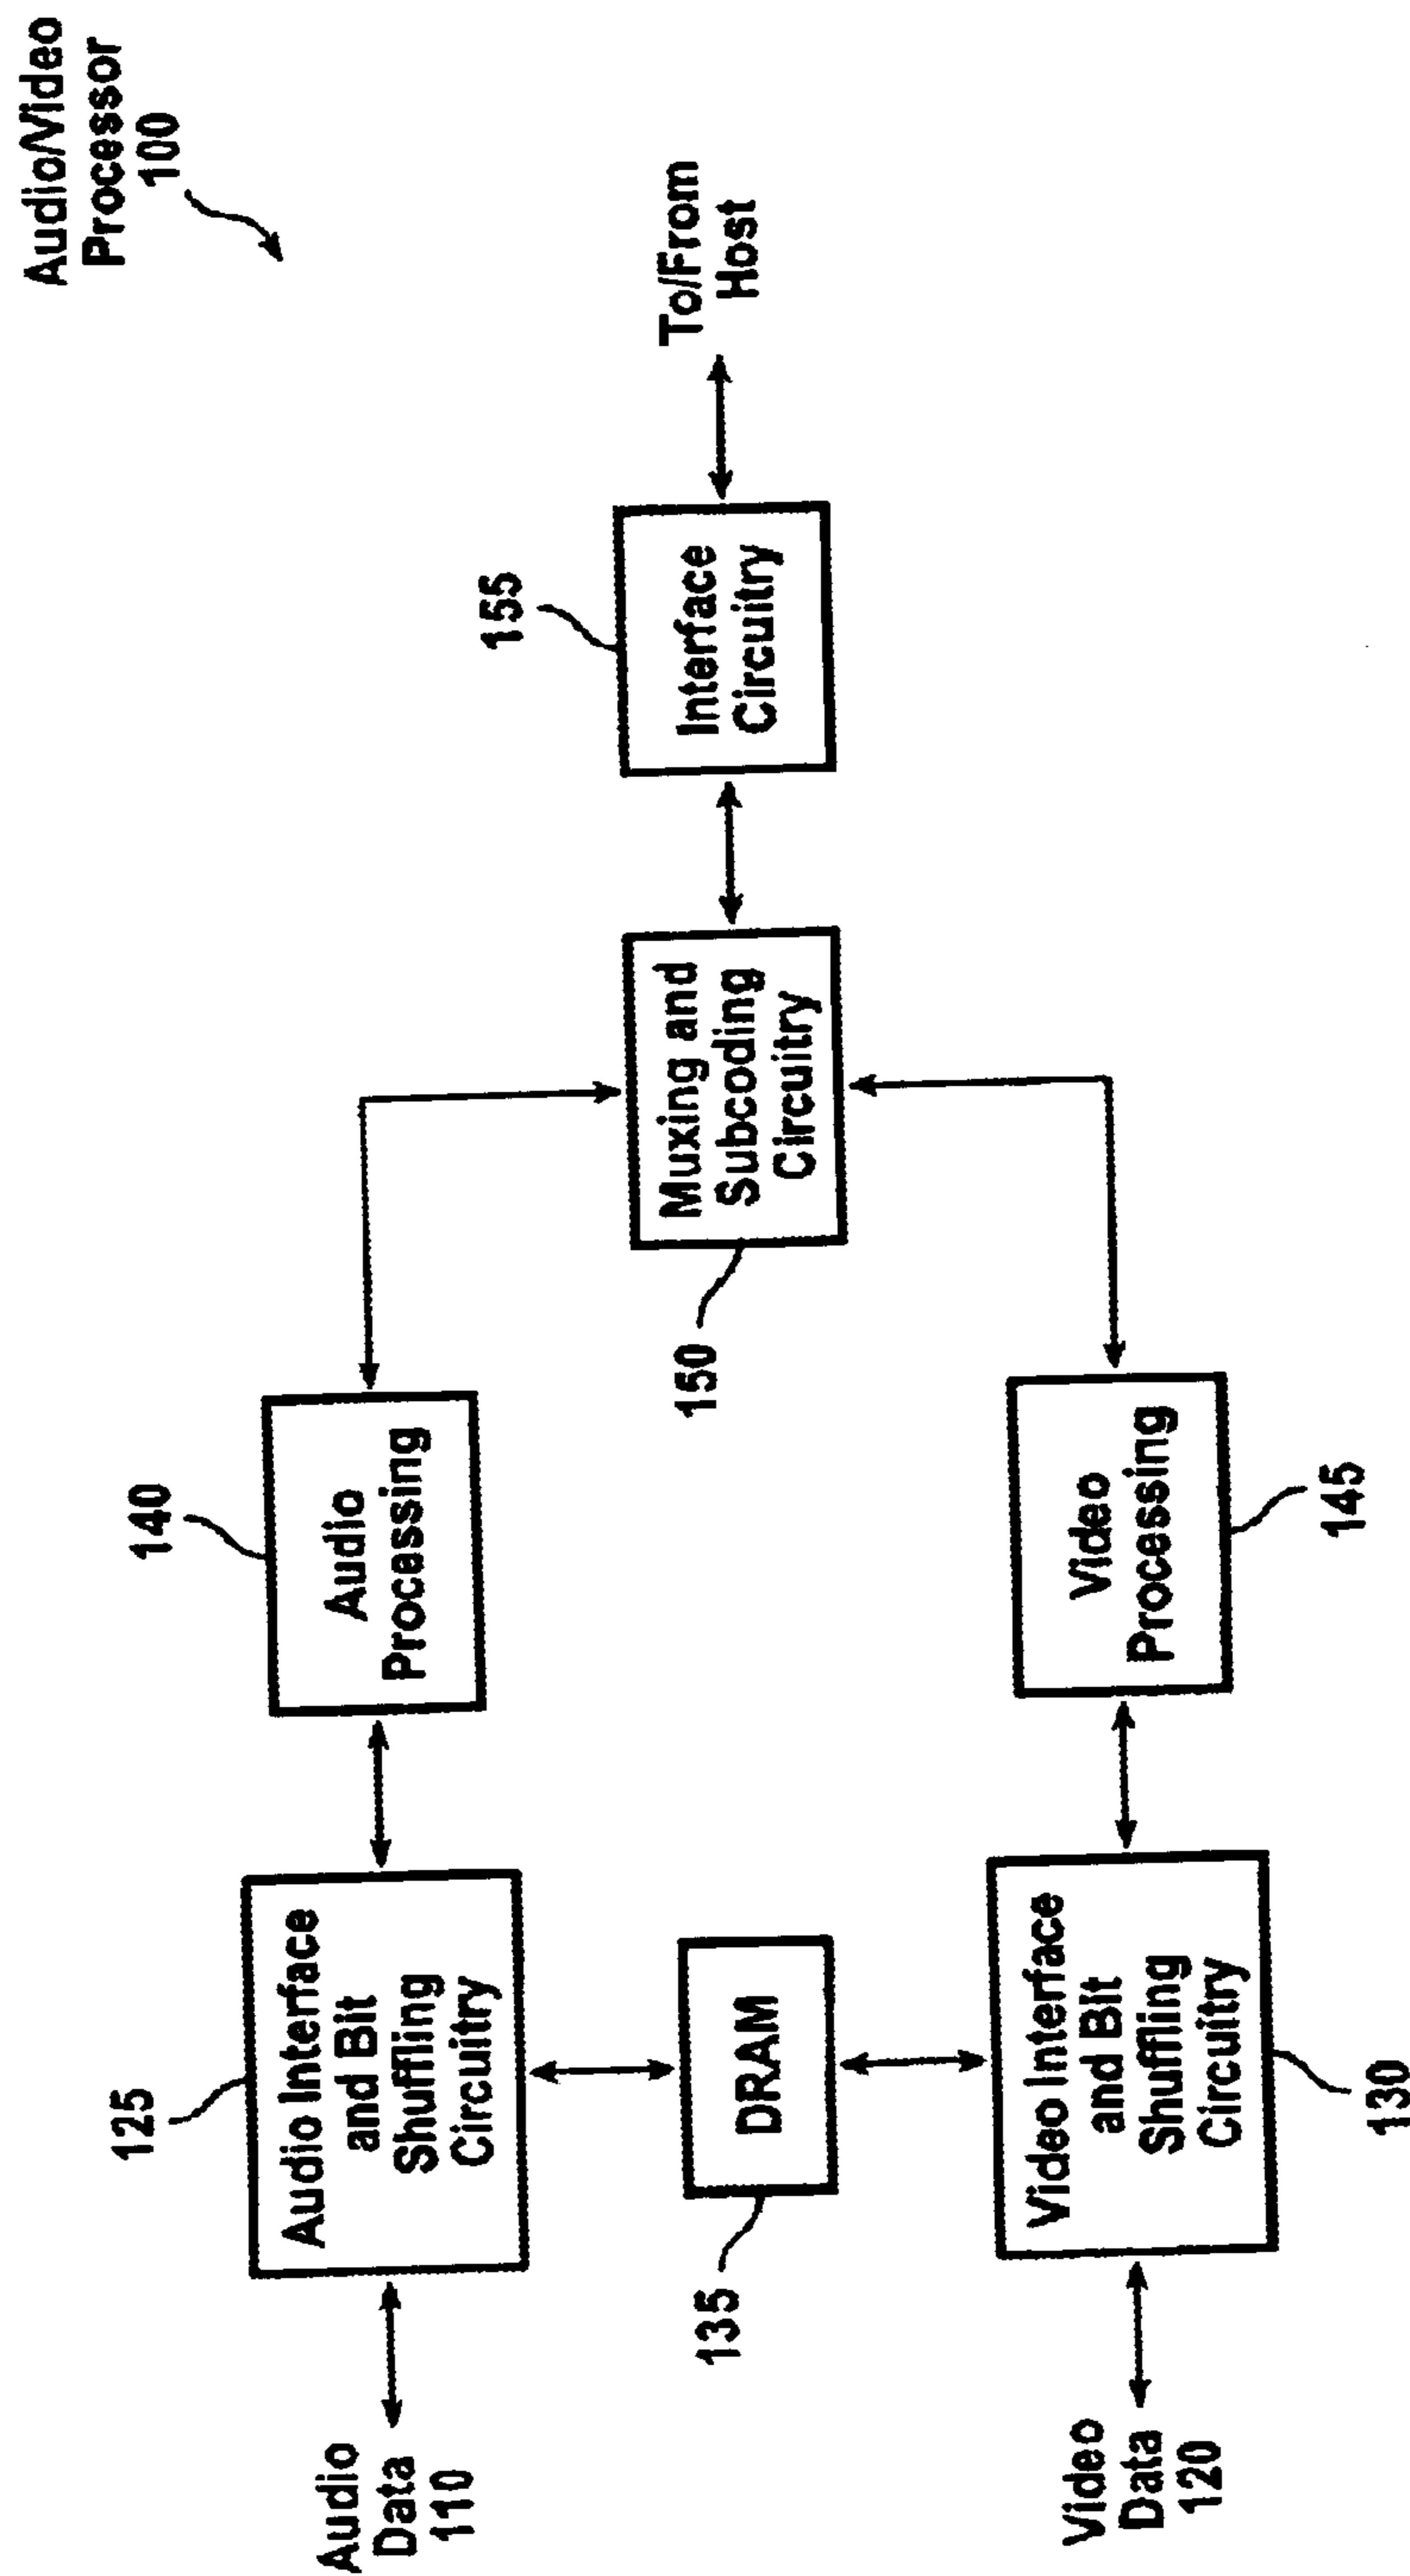 Audio/Video
Processor
100
Audio
Data
110
125
Audio Interface
and Bit
Shuffling
Circuitry
140
Audio
Processing
135
DRAM
150
Muxing and
Subcoding
Circuitry
155
Interface
Circuitry
To/From
Host
Video
Data
120
Video Interface
and Bit
Shuffling
Circuitry
130
Video
Processing
145